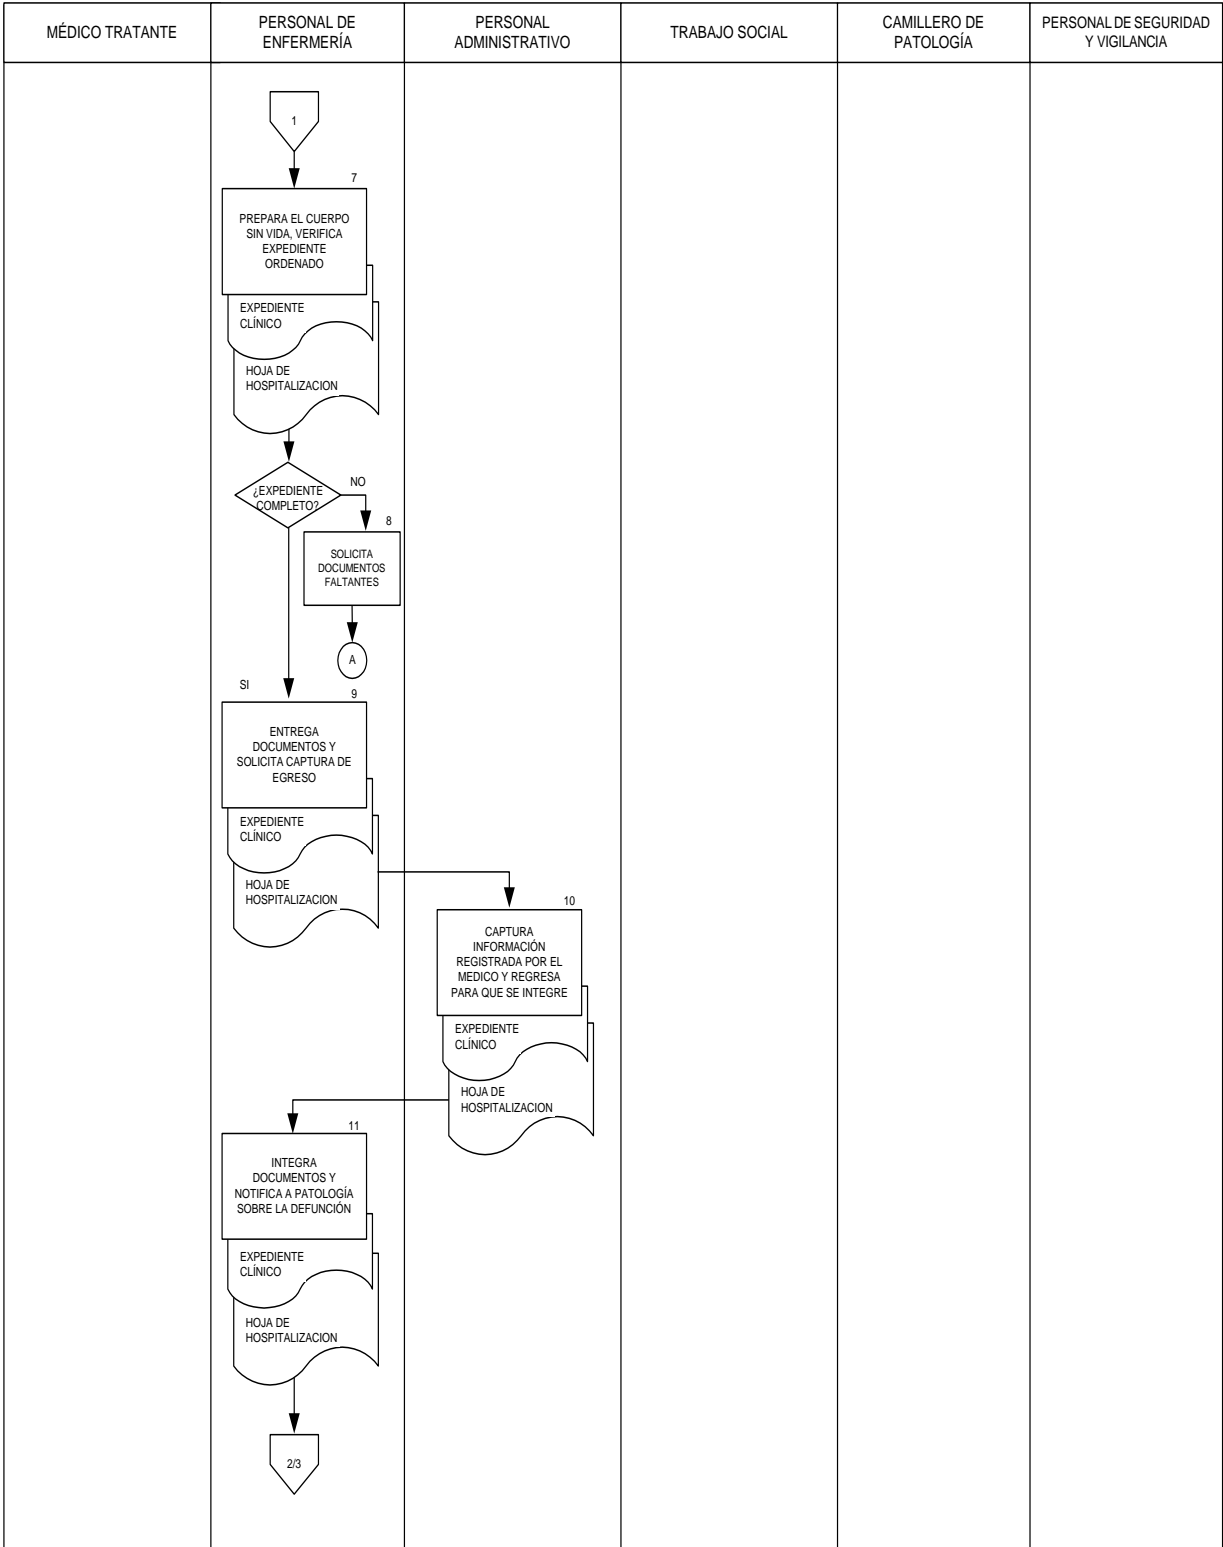 MÉDICO TRATANTE
PERSONAL DE
ENFERMERÍA
PERSONAL
ADMINISTRATIVO
TRABAJO SOCIAL
CAMILLERO DE
PATOLOGÍA
PERSONAL DE SEGURIDAD
Y VIGILANCIA
1
7
PREPARA EL CUERPO
SIN VIDA, VERIFICA
EXPEDIENTE
ORDENADO
EXPEDIENTE
CLÍNICO
HOJA DE
HOSPITALIZACION
¿EXPEDIENTE
COMPLETO?
NO
8
SOLICITA
DOCUMENTOS
FALTANTES
A
SI
9
ENTREGA
DOCUMENTOS Y
SOLICITA CAPTURA DE
EGRESO
EXPEDIENTE
CLÍNICO
HOJA DE
HOSPITALIZACION
10
CAPTURA
INFORMACIÓN
REGISTRADA POR EL
MEDICO Y REGRESA
PARA QUE SE INTEGRE
EXPEDIENTE
CLÍNICO
HOJA DE
HOSPITALIZACION
11
INTEGRA
DOCUMENTOS Y
NOTIFICA A PATOLOGÍA
SOBRE LA DEFUNCIÓN
EXPEDIENTE
CLÍNICO
HOJA DE
HOSPITALIZACION
2/3